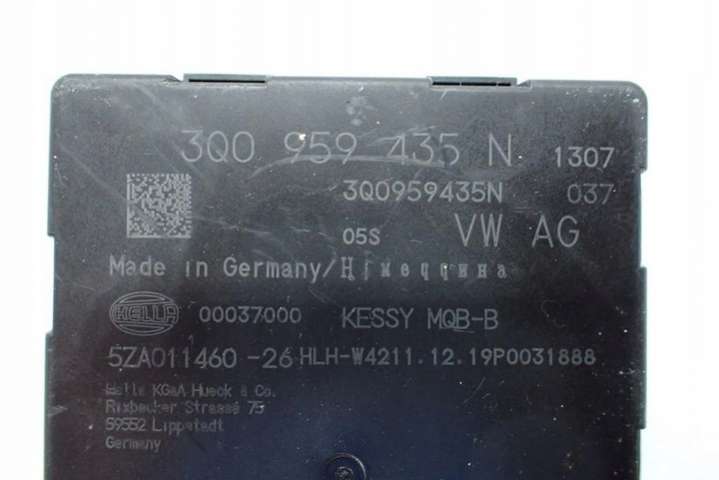 3Q0 959 435 N 1307
3Q0959435N 037
05S VW AG
Made in Germany/Німеччина
HELLA 00037000 KESSY MQB-B
5ZA011460-26 HLH-W4211.12.19P0031888
Hella KGaA Hueck & Co.
Rixbecker Strasse 75
59552 Lippstadt
Germany